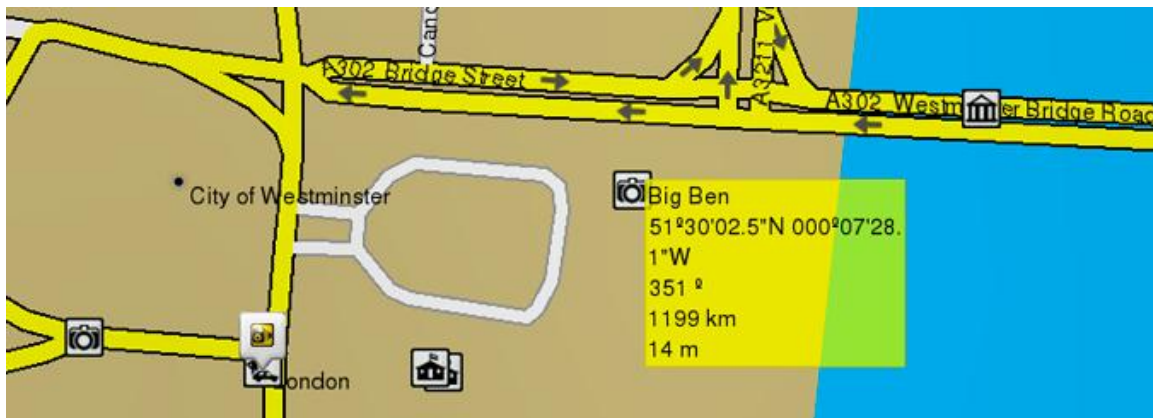 A302 Bridge Street
A3211
A302 Westminster Bridge Road
City of Westminster
Big Ben
51º30'02.5"N 000º07'28.
1"W
351 º
1199 km
14 m
London